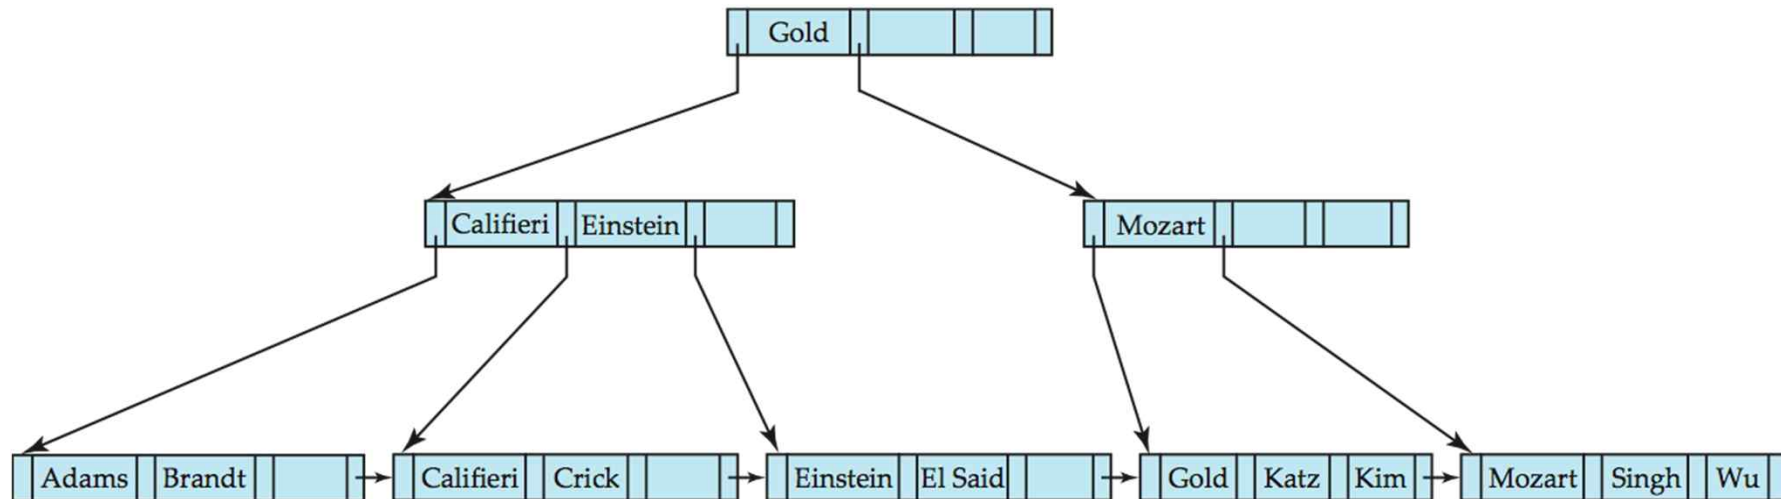 Gold
Califieri Einstein Mozart
Adams Brandt Califieri Crick Einstein El Said Gold Katz Kim Mozart Singh Wu